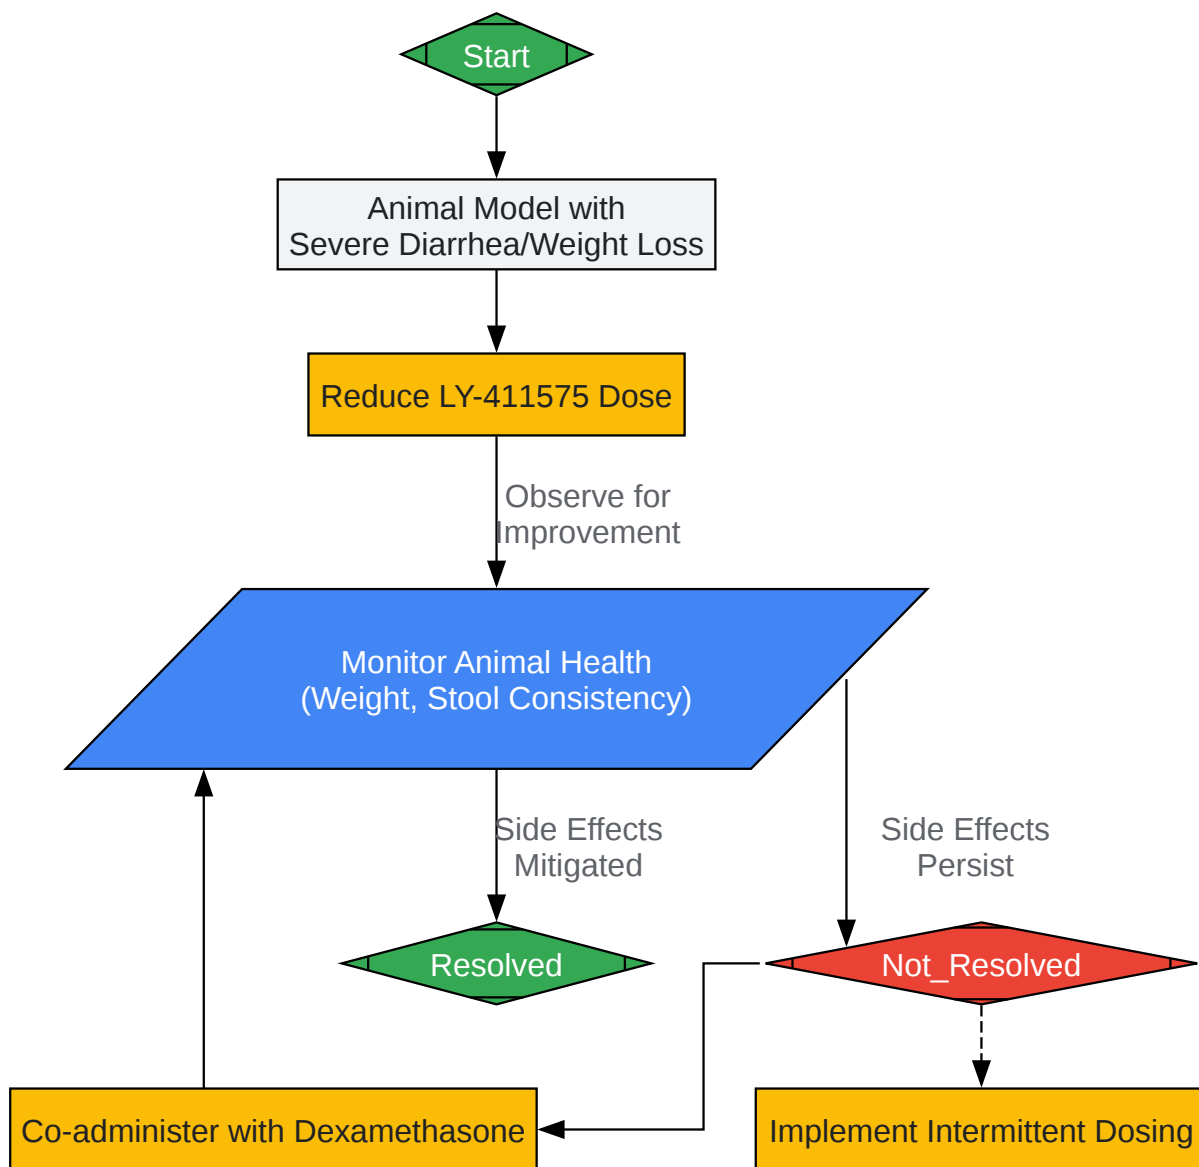 Start
Animal Model with
Severe Diarrhea/Weight Loss
Reduce LY-411575 Dose
Observe for
Improvement
Monitor Animal Health
(Weight, Stool Consistency)
Side Effects
Mitigated
Side Effects
Persist
Resolved
Not_Resolved
Co-administer with Dexamethasone
Implement Intermittent Dosing